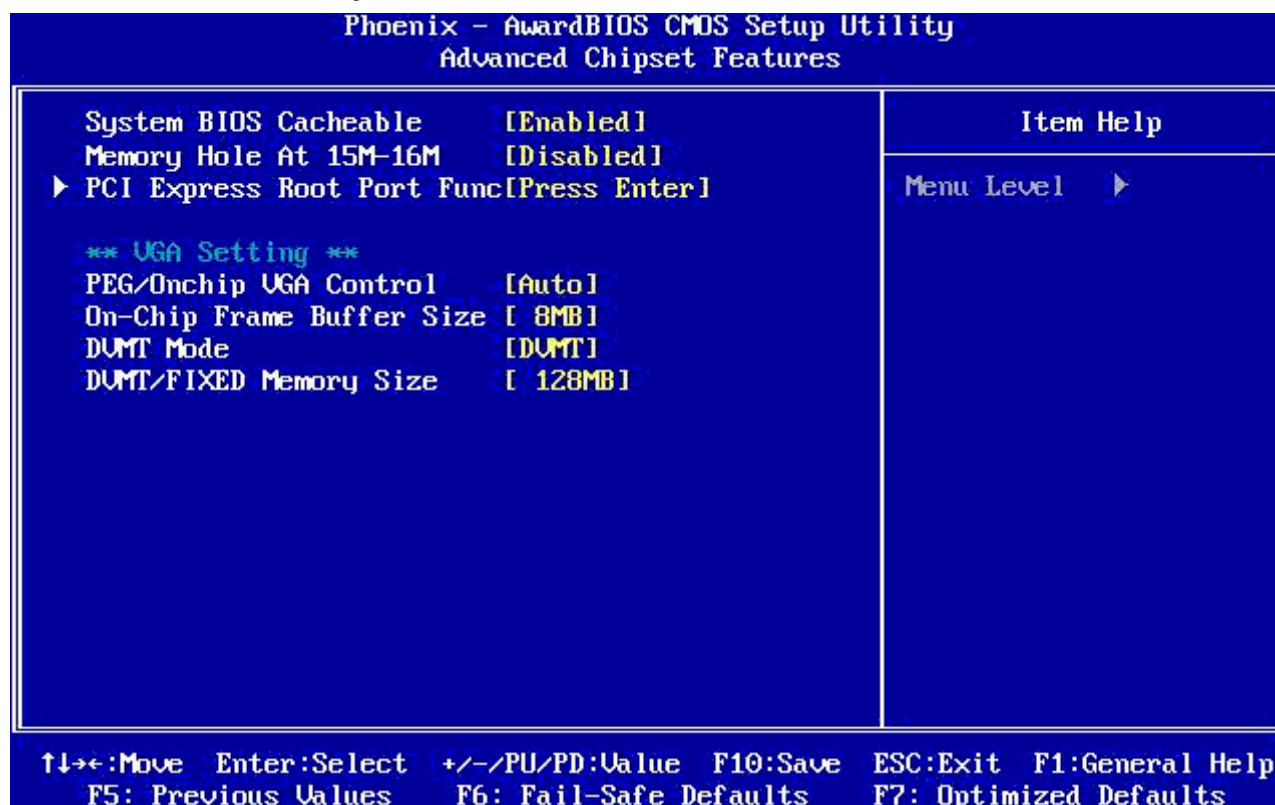 Phoenix - AwardBIOS CMOS Setup Utility
Advanced Chipset Features
System BIOS Cacheable [Enabled]
Memory Hole At 15M-16M [Disabled]
▶ PCI Express Root Port Func[Press Enter]
** VGA Setting **
PEG/Onchip VGA Control [Auto]
On-Chip Frame Buffer Size [ 8MB]
DVMT Mode [DVMT]
DVMT/FIXED Memory Size [ 128MB]
Item Help
Menu Level ▶
↑↓→←:Move Enter:Select +/-/PU/PD:Value F10:Save ESC:Exit F1:General Help
F5: Previous Values F6: Fail-Safe Defaults F7: Optimized Defaults